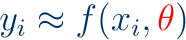 yᵢ ≈ f(xᵢ, θ)